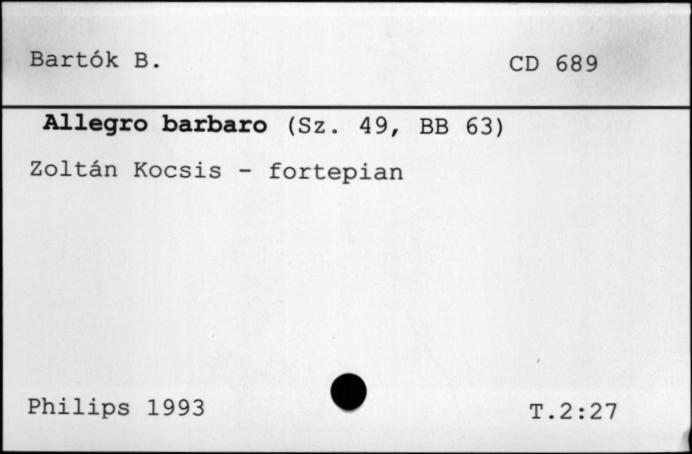 Bartók B. CD 689
Allegro barbaro (Sz. 49, BB 63)
Zoltán Kocsis - fortepian
Philips 1993 T.2:27